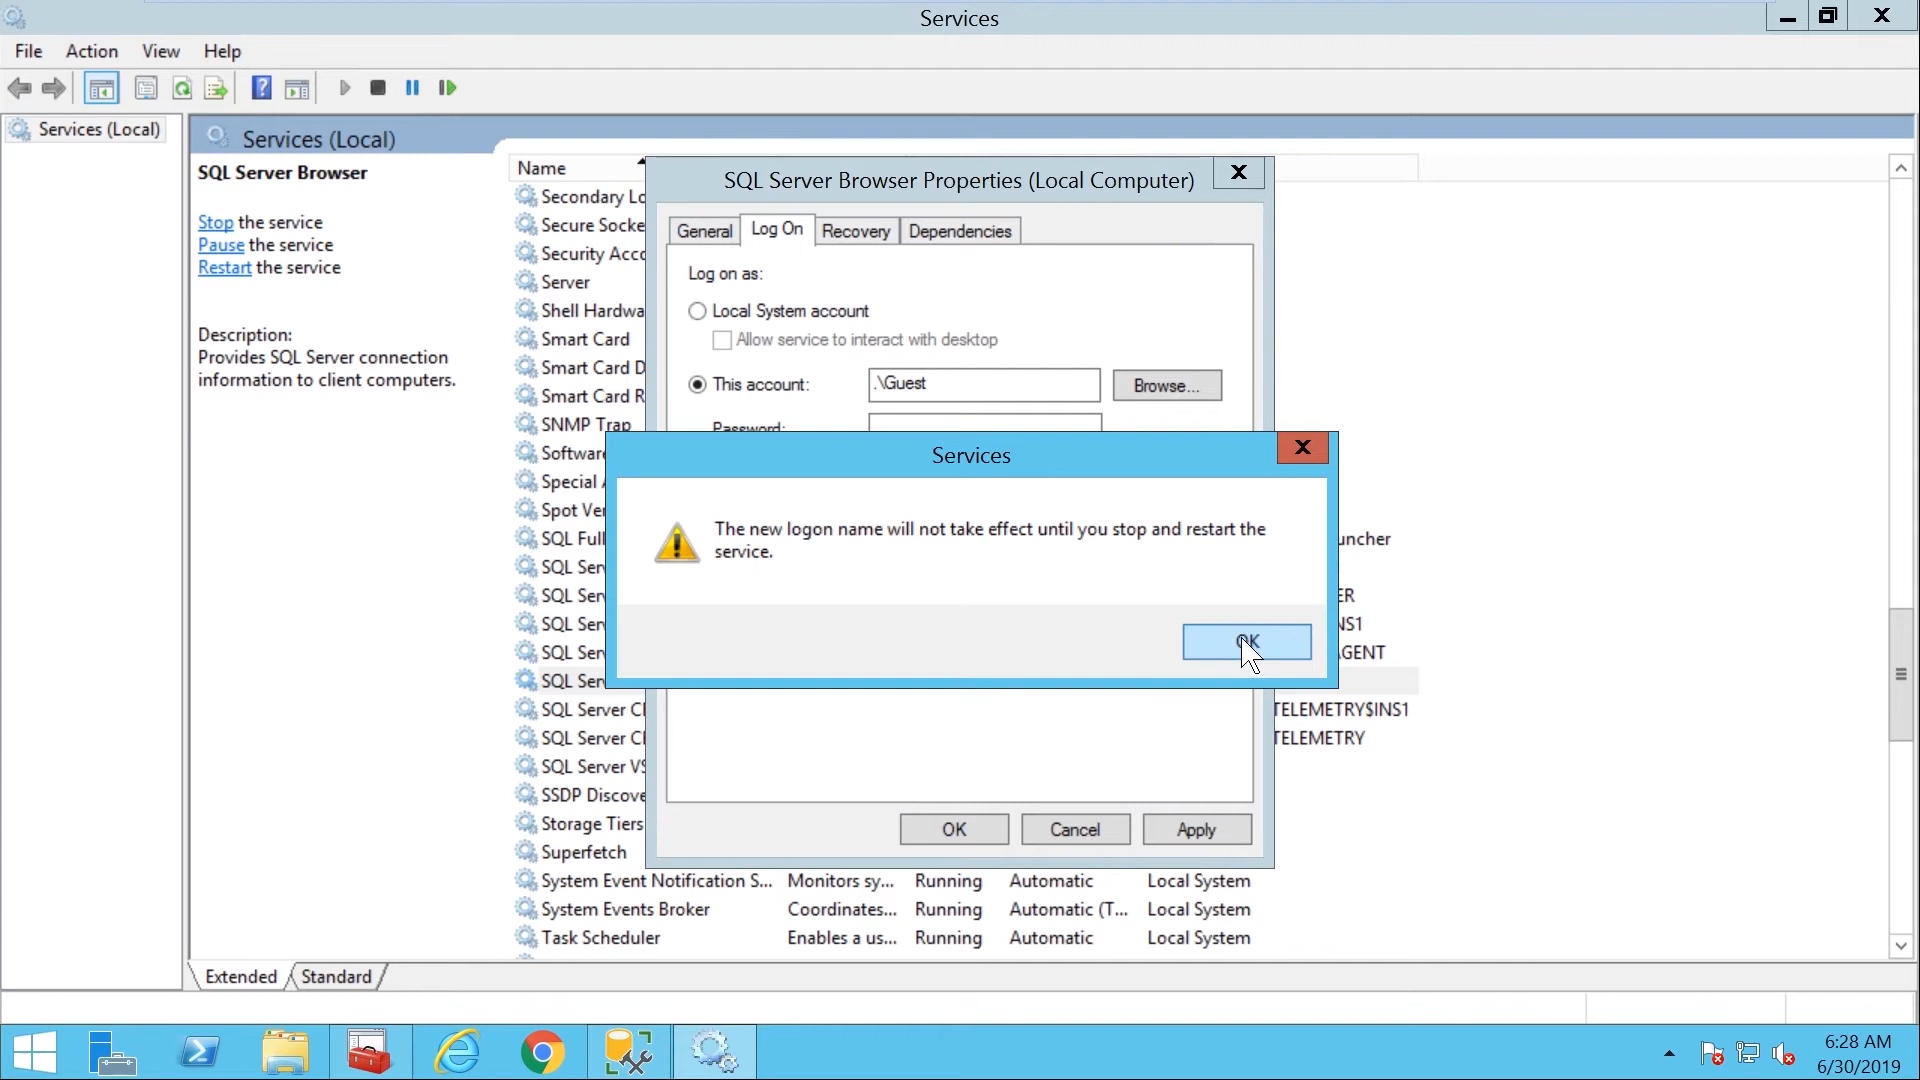 Services
File Action View Help
Services (Local)
Services (Local)
SQL Server Browser
Stop the service
Pause the service
Restart the service
Description:
Provides SQL Server connection
information to client computers.
Name
Secondary Lo
Secure Socke
Security Acco
Server
Shell Hardwa
Smart Card
Smart Card D
Smart Card R
SNMP Trap
Software
Special
Spot Ver
SQL Full
uncher
SQL Ser
SQL Ser
ER
SQL Ser
NS1
SQL Ser
AGENT
SQL Ser
SQL Server C
TELEMETRY$INS1
SQL Server C
TELEMETRY
SQL Server VS
SSDP Discove
Storage Tiers
Superfetch
System Event Notification S... Monitors sy... Running Automatic Local System
System Events Broker Coordinates... Running Automatic (T... Local System
Task Scheduler Enables a us... Running Automatic Local System
SQL Server Browser Properties (Local Computer)
General Log On Recovery Dependencies
Log on as:
Local System account
Allow service to interact with desktop
This account: .\Guest Browse...
Password:
Services
The new logon name will not take effect until you stop and restart the
service.
OK
OK Cancel Apply
Extended Standard
6:28 AM
6/30/2019